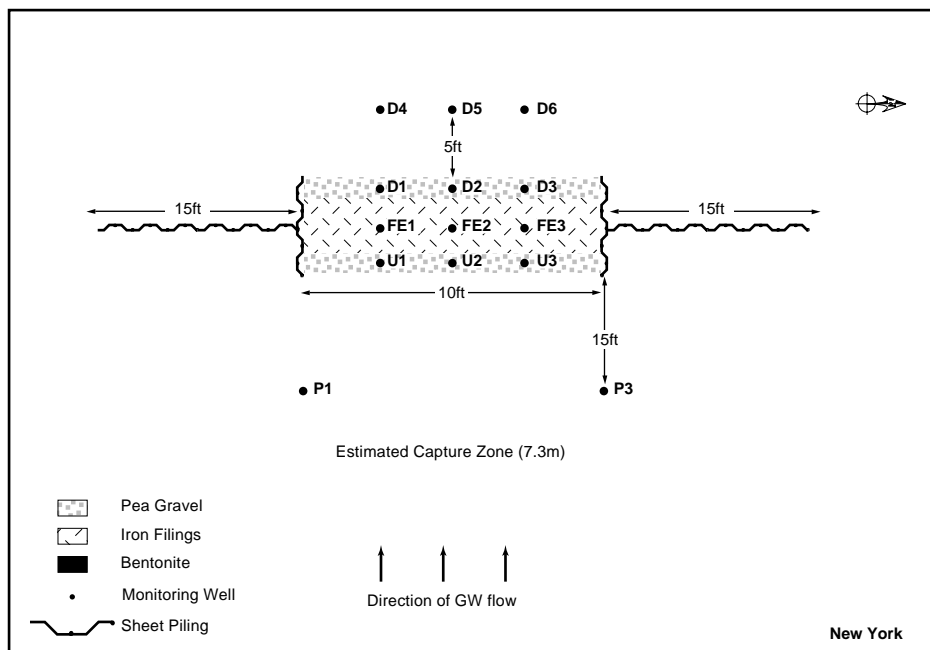 D4 D5 D6
5ft
D1 D2 D3
15ft 15ft
FE1 FE2 FE3
U1 U2 U3
10ft
15ft
P1 P3
Estimated Capture Zone (7.3m)
Pea Gravel
Iron Filings
Bentonite
Monitoring Well
Direction of GW flow
Sheet Piling
New York